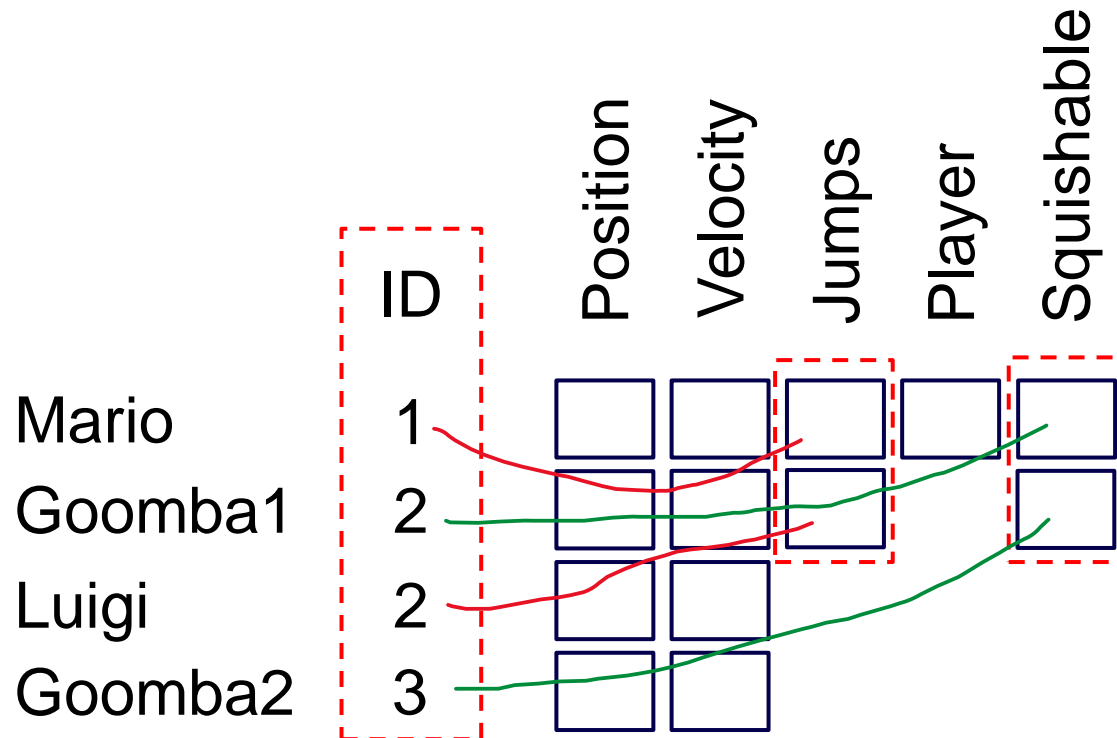 Position
Velocity
Jumps
Player
Squishable
ID
Mario 1
Goomba1 2
Luigi 2
Goomba2 3